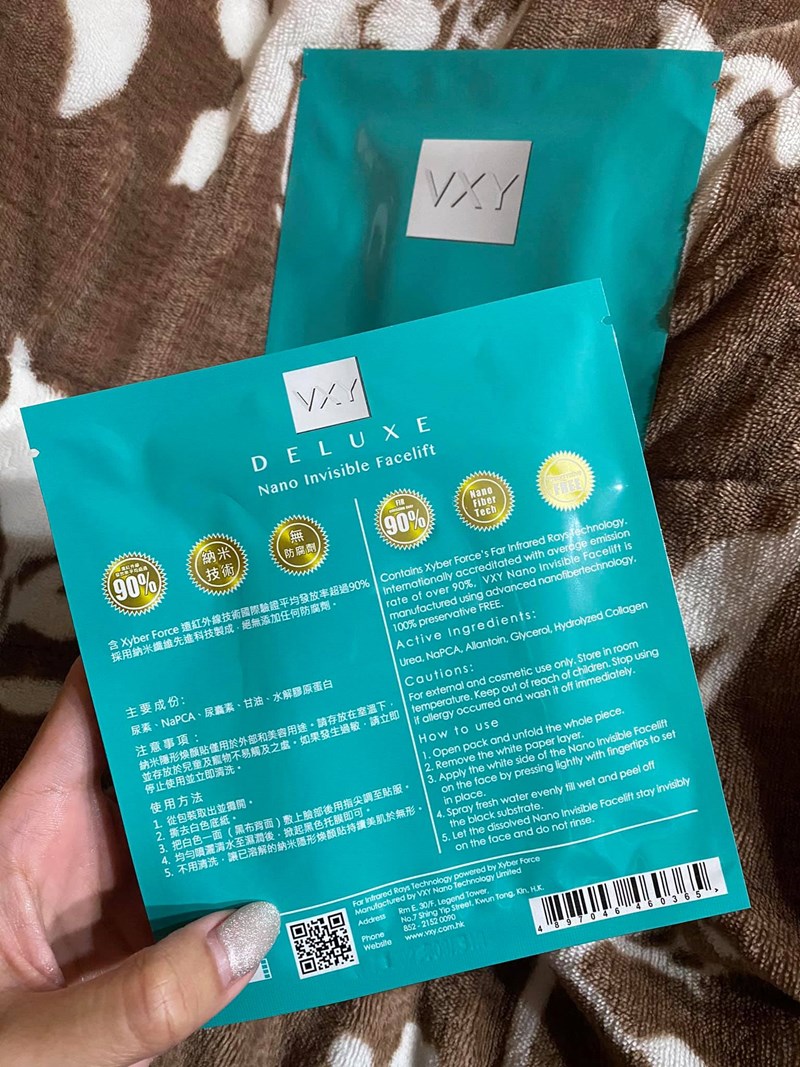 VXY
VXY
DELUXE
Nano Invisible Facelift
90%
納米
技術
無
防腐劑
含 Xyber Force 遠紅外線技術國際驗證平均發放率超過90%
採用納米纖維先進科技製成，絕無添加任何防腐劑。
主要成份：
尿素、NaPCA、尿囊素、甘油、水解膠原蛋白
注意事項：
納米隱形煥顏貼僅用於外部和美容用途。請存放在室溫下，
並存放於兒童及寵物不易觸及之處。如果發生過敏，請立即
停止使用並立即清洗。
使用方法
1. 從包裝取出並攤開。
2. 撕去白色底紙。
3. 把白色一面（黑布背面）敷上臉部後用指尖調至貼服。
4. 均勻噴灑清水至濕潤後，掀起黑色托膜即可。
5. 不用清洗，讓已溶解的納米隱形煥顏貼持續美肌於無形。
FIR
90%
Nano
Fiber
Tech
FREE
Contains Xyber Force's Far Infrared Rays Technology.
Internationally accredited with average emission
rate of over 90%. VXY Nano Invisible Facelift is
manufactured using advanced nanofibertechnology,
100% preservative FREE.
Active Ingredients:
Urea, NaPCA, Allantoin, Glycerol, Hydrolyzed Collagen
Cautions:
For external and cosmetic use only. Store in room
temperature. Keep out of reach of children. Stop using
if allergy occurred and wash it off immediately.
How to use
1. Open pack and unfold the whole piece.
2. Remove the white paper layer.
3. Apply the white side of the Nano Invisible Facelift
on the face by pressing lightly with fingertips to set
in place.
4. Spray fresh water evenly till wet and peel off
the black substrate.
5. Let the dissolved Nano Invisible Facelift stay invisibly
on the face and do not rinse.
Far Infrared Rays Technology powered by Xyber Force
Manufactured by VXY Nano Technology Limited
Address Rm E, 30/F, Legend Tower,
No.7 Shing Yip Street, Kwun Tong, Kln, H.K.
Phone 852 - 2152 0090
Website www.vxy.com.hk
4 897046 460365 >